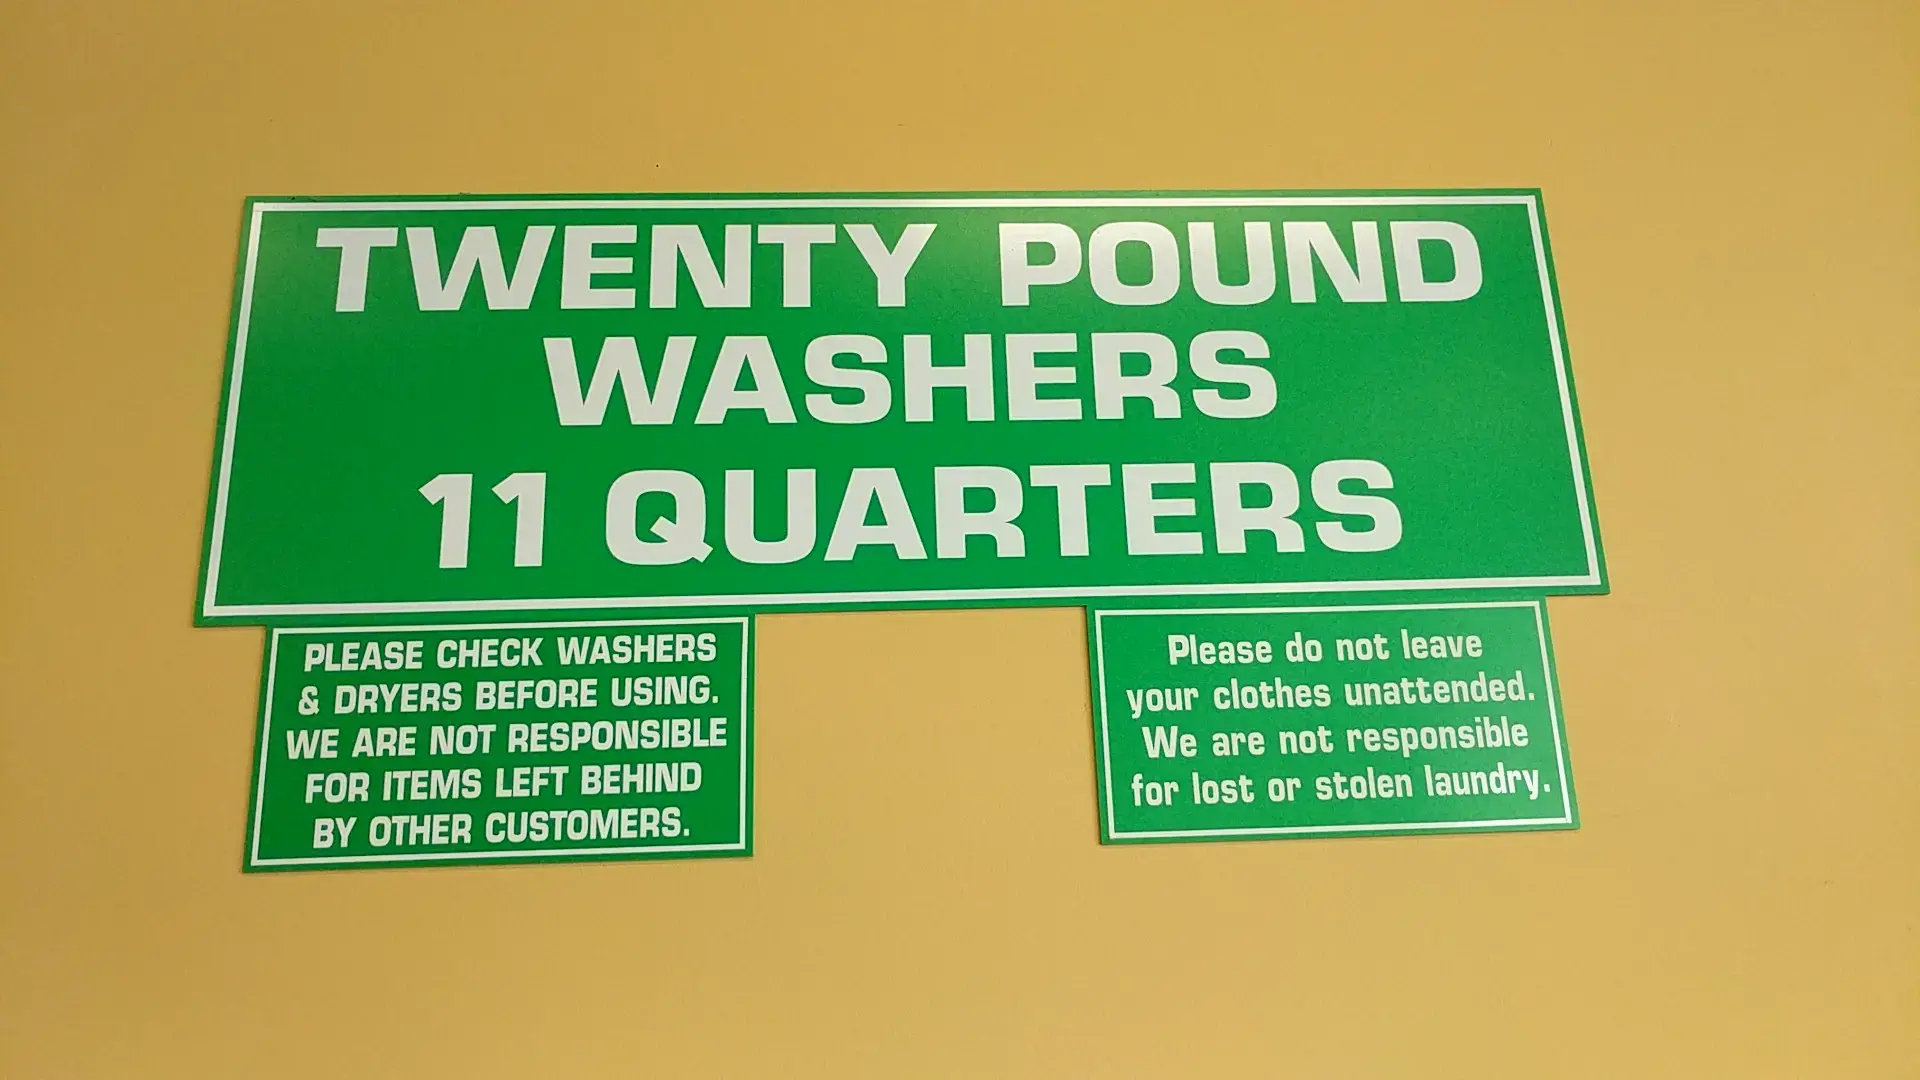 TWENTY POUND
WASHERS
11 QUARTERS
PLEASE CHECK WASHERS
& DRYERS BEFORE USING.
WE ARE NOT RESPONSIBLE
FOR ITEMS LEFT BEHIND
BY OTHER CUSTOMERS.
Please do not leave
your clothes unattended.
We are not responsible
for lost or stolen laundry.